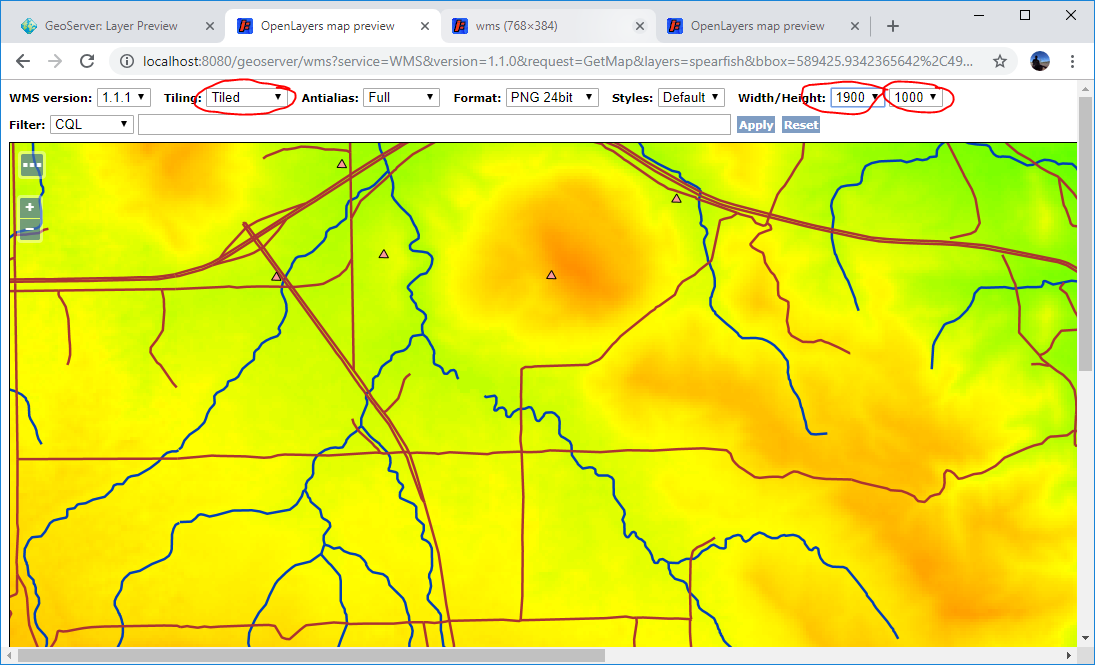 GeoServer: Layer Preview OpenLayers map preview wms (768×384) OpenLayers map preview
localhost:8080/geoserver/wms?service=WMS&version=1.1.0&request=GetMap&layers=spearfish&bbox=589425.9342365642%2C49...
WMS version: 1.1.1 Tiling: Tiled Antialias: Full Format: PNG 24bit Styles: Default Width/Height: 1900 1000
Filter: CQL Apply Reset
...
+
−